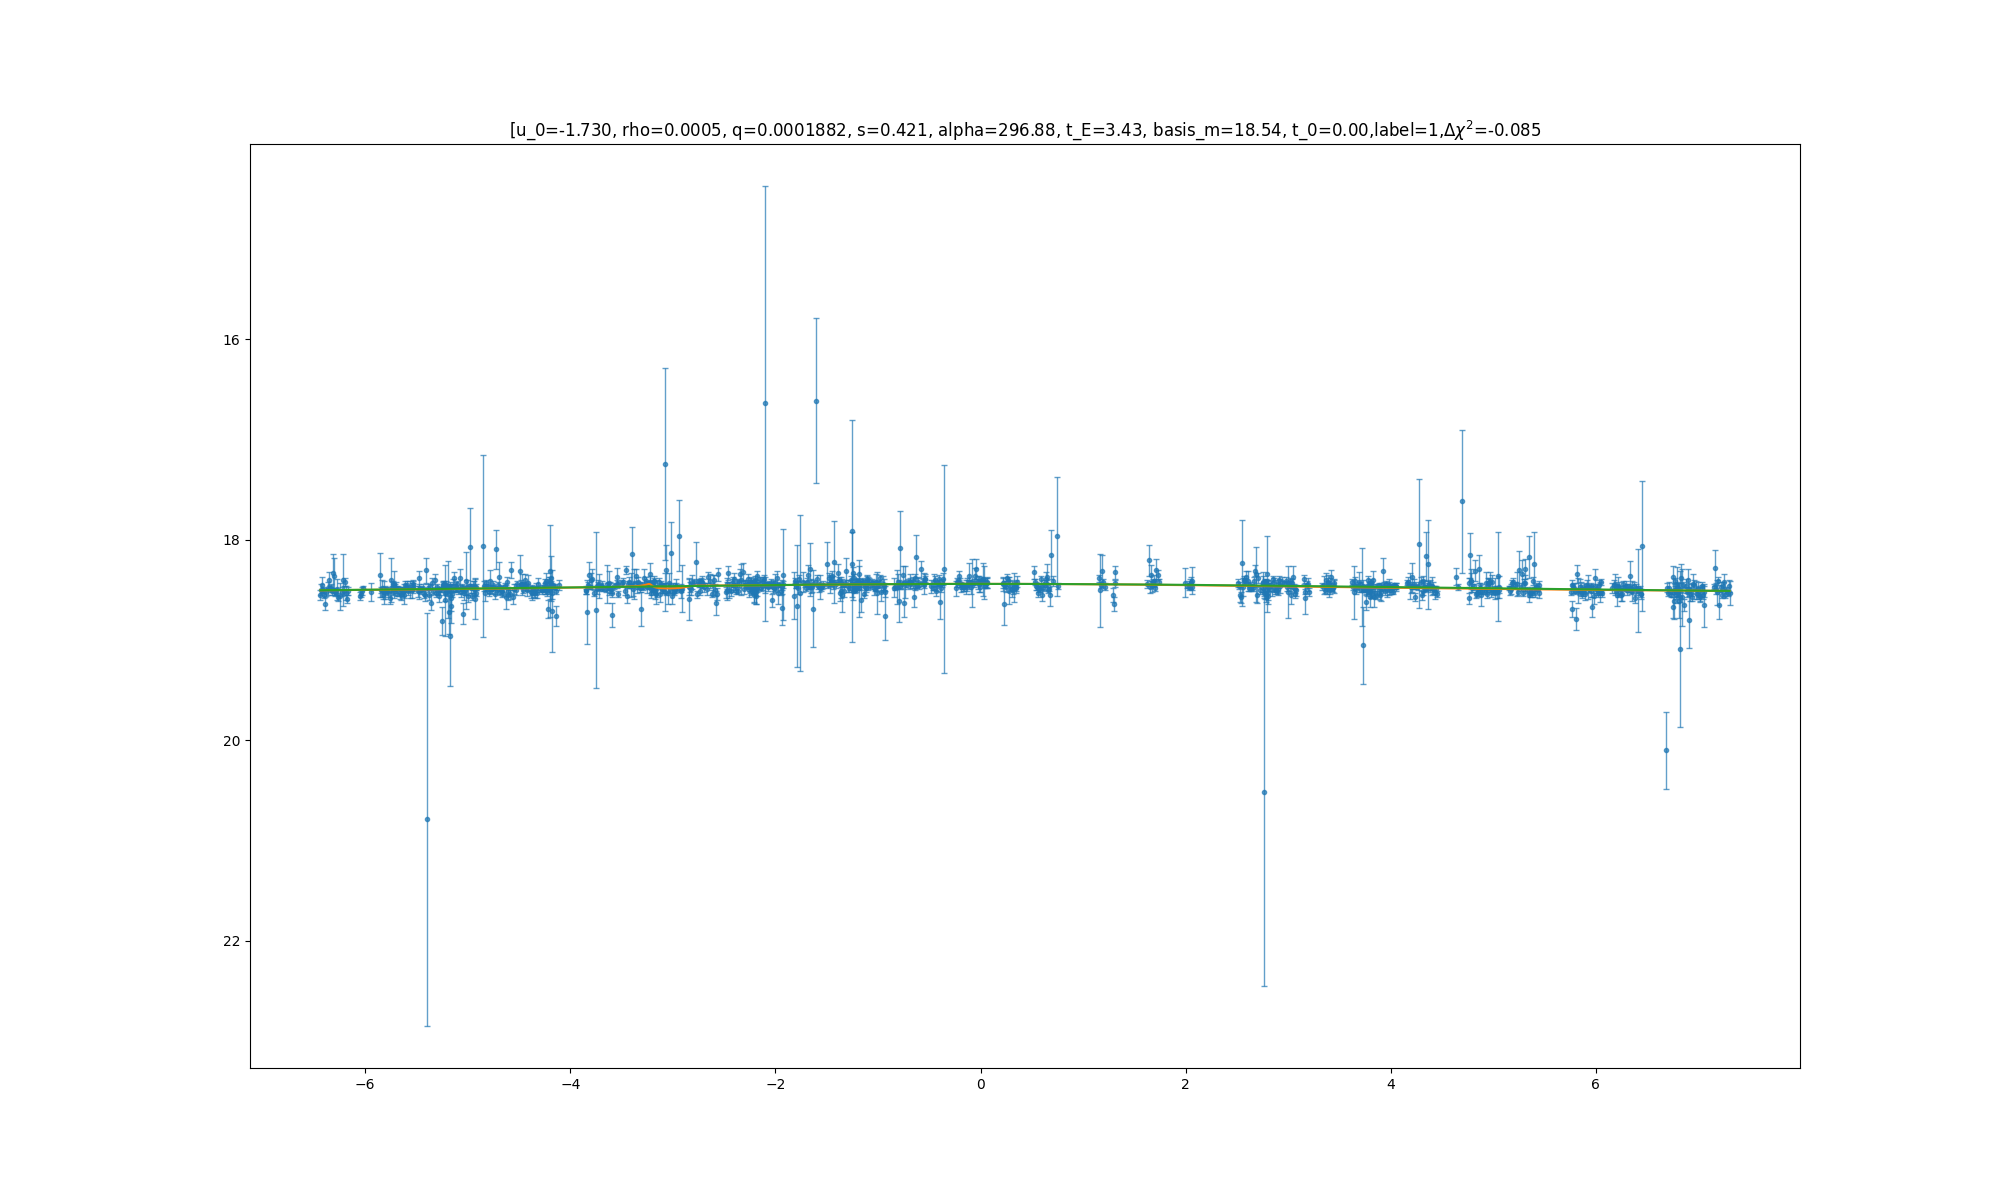 [u_0=-1.730, rho=0.0005, q=0.0001882, s=0.421, alpha=296.88, t_E=3.43, basis_m=18.54, t_0=0.00,label=1,Δχ²=-0.085
16
18
20
22
−6 −4 −2 0 2 4 6